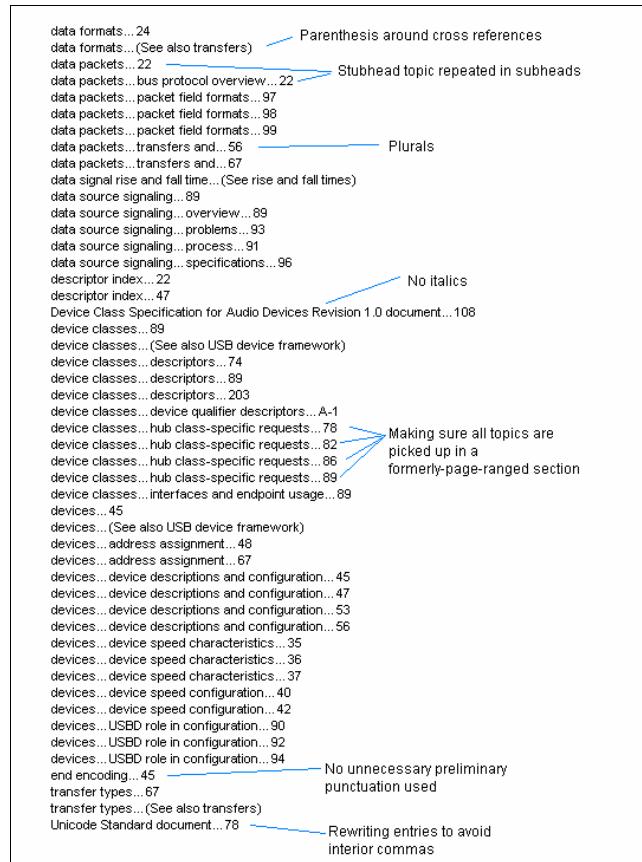 data formats...24
data formats...(See also transfers)
Parenthesis around cross references
data packets...22
Stubhead topic repeated in subheads
data packets...bus protocol overview...22
data packets...packet field formats...97
data packets...packet field formats...98
data packets...packet field formats...99
data packets...transfers and...56
Plurals
data packets...transfers and...67
data signal rise and fall time...(See rise and fall times)
data source signaling...89
data source signaling...overview...89
data source signaling...problems...93
data source signaling...process...91
data source signaling...specifications...96
descriptor index...22
No italics
descriptor index...47
Device Class Specification for Audio Devices Revision 1.0 document...108
device classes...89
device classes...(See also USB device framework)
device classes...descriptors...74
device classes...descriptors...89
device classes...descriptors...203
device classes...device qualifier descriptors...A-1
device classes...hub class-specific requests...78
device classes...hub class-specific requests...82
device classes...hub class-specific requests...86
device classes...hub class-specific requests...89
Making sure all topics are
picked up in a
formerly-page-ranged section
device classes...interfaces and endpoint usage...89
devices...45
devices...(See also USB device framework)
devices...address assignment...48
devices...address assignment...67
devices...device descriptions and configuration...45
devices...device descriptions and configuration...47
devices...device descriptions and configuration...53
devices...device descriptions and configuration...56
devices...device speed characteristics...35
devices...device speed characteristics...36
devices...device speed characteristics...37
devices...device speed configuration...40
devices...device speed configuration...42
devices...USBD role in configuration...90
devices...USBD role in configuration...92
devices...USBD role in configuration...94
end encoding...45
No unnecessary preliminary
punctuation used
transfer types...67
transfer types...(See also transfers)
Unicode Standard document...78
Rewriting entries to avoid
interior commas